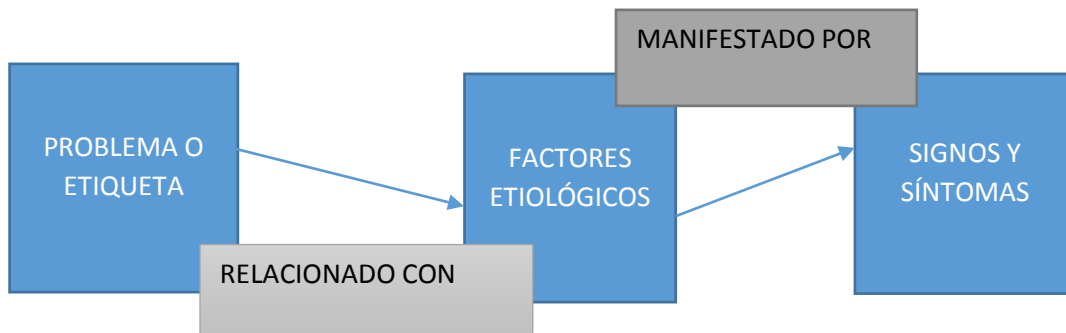 PROBLEMA O
ETIQUETA
RELACIONADO CON
FACTORES
ETIOLÓGICOS
MANIFESTADO POR
SIGNOS Y
SÍNTOMAS